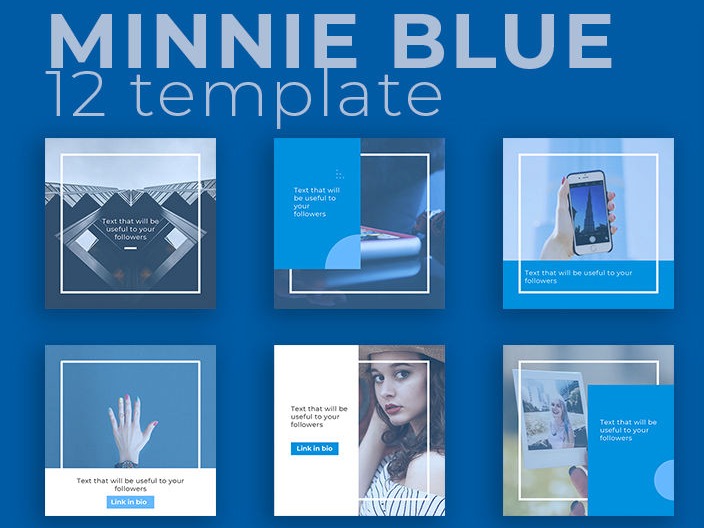 MINNIE BLUE
12 template
Text that will be
useful to your
followers
Text that will
be useful to
your
followers
Text that will be useful to your
followers
Text that will be useful to your
followers
Link in bio
Text that will be
useful to your
followers
Link in bio
Text that will be
useful to your
followers